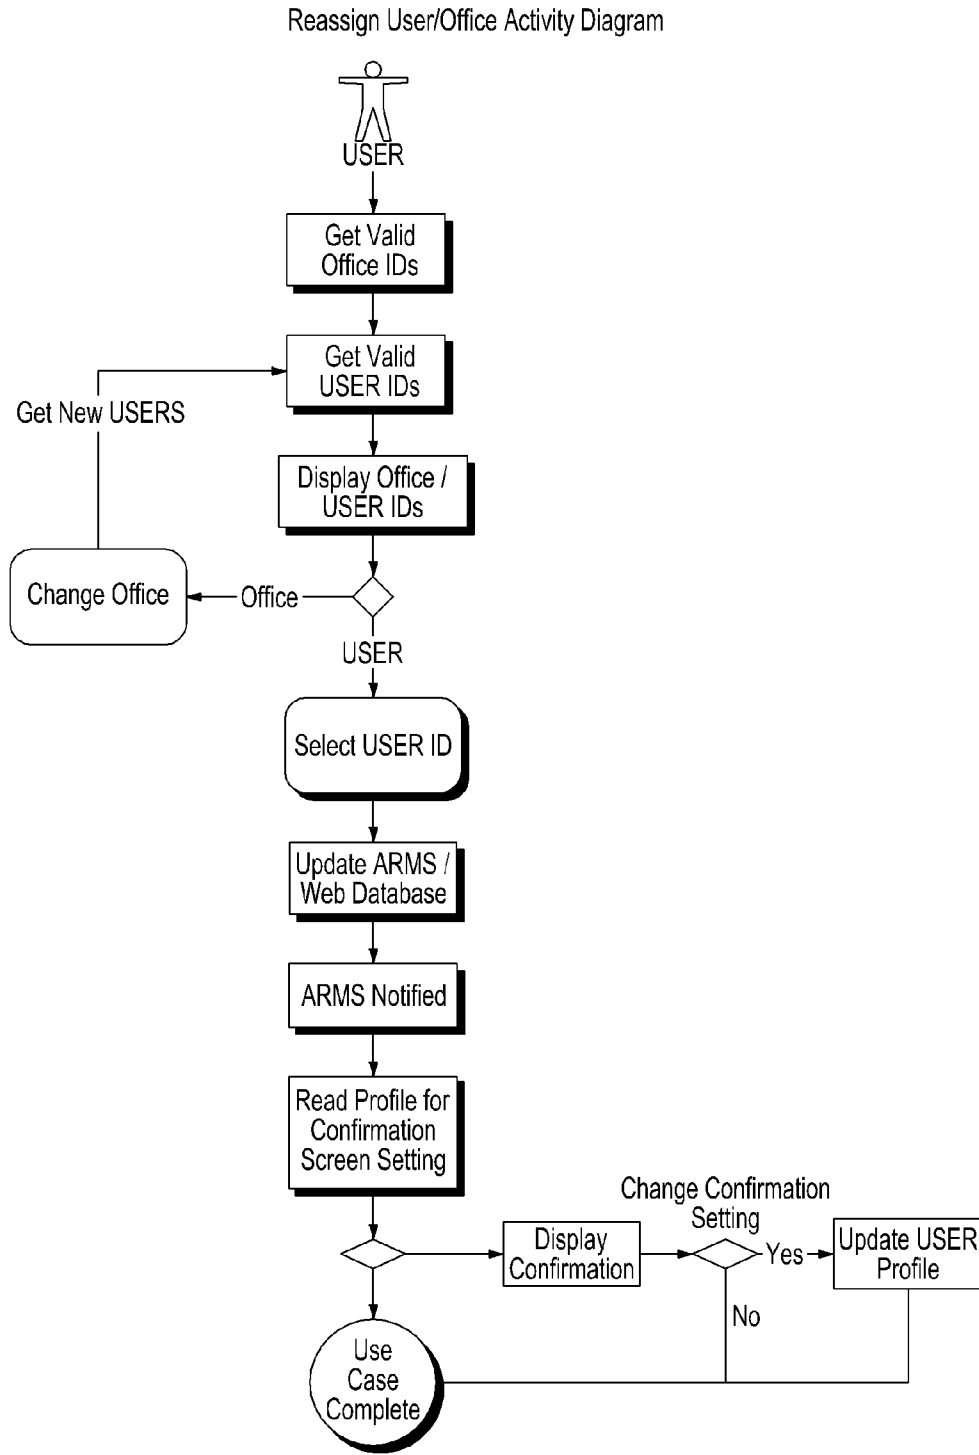 Reassign User/Office Activity Diagram
USER
Get Valid
Office IDs
Get Valid
USER IDs
Get New USERS
Display Office /
USER IDs
Change Office
Office
USER
Select USER ID
Update ARMS /
Web Database
ARMS Notified
Read Profile for
Confirmation
Screen Setting
Change Confirmation
Setting
Display
Confirmation
Yes
Update USER
Profile
No
Use
Case
Complete